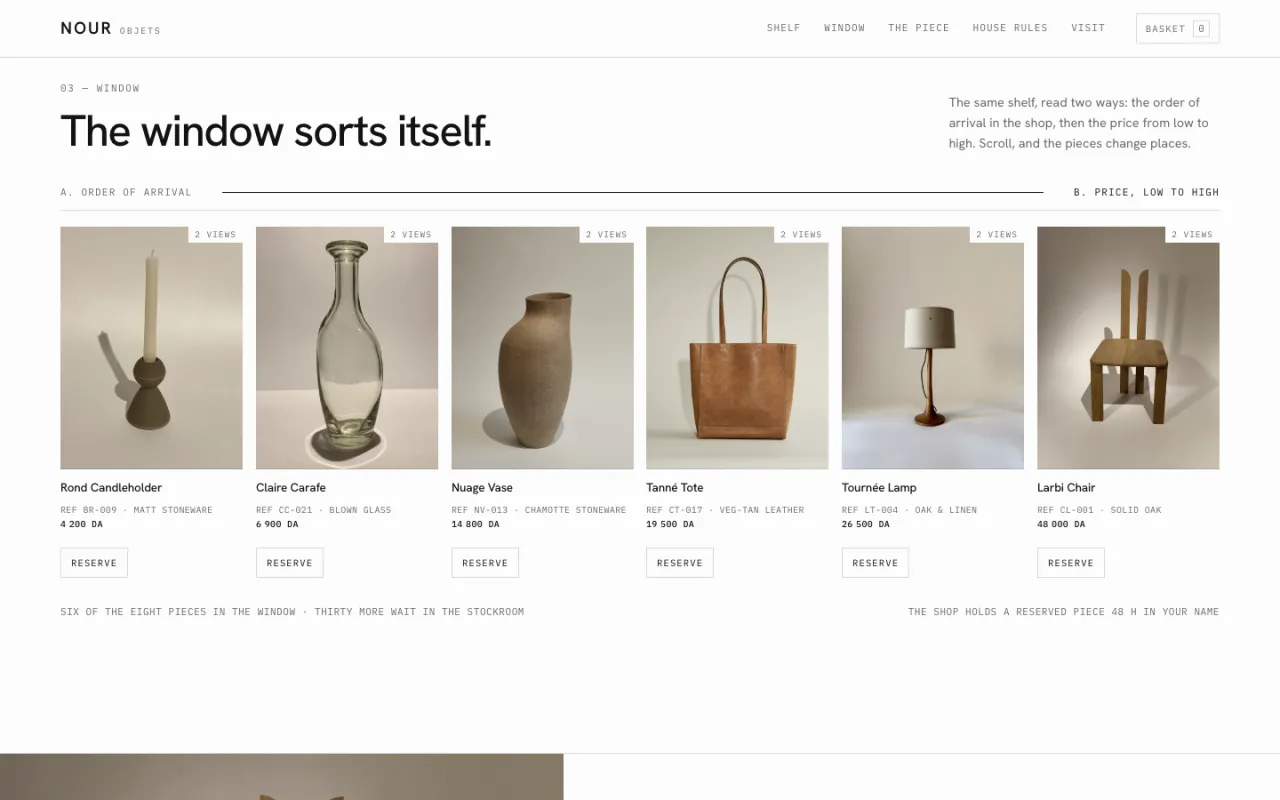 NOUR OBJETS
SHELF WINDOW THE PIECE HOUSE RULES VISIT BASKET 0
03 — WINDOW
The window sorts itself.
The same shelf, read two ways: the order of
arrival in the shop, then the price from low to
high. Scroll, and the pieces change places.
A. ORDER OF ARRIVAL
B. PRICE, LOW TO HIGH
2 VIEWS
Rond Candleholder
REF BR-009 · MATT STONEWARE
4 200 DA
RESERVE
2 VIEWS
Claire Carafe
REF CC-021 · BLOWN GLASS
6 900 DA
RESERVE
2 VIEWS
Nuage Vase
REF NV-013 · CHAMOTTE STONEWARE
14 800 DA
RESERVE
2 VIEWS
Tanné Tote
REF CT-017 · VEG-TAN LEATHER
19 500 DA
RESERVE
2 VIEWS
Tournée Lamp
REF LT-004 · OAK & LINEN
26 500 DA
RESERVE
2 VIEWS
Larbi Chair
REF CL-001 · SOLID OAK
48 000 DA
RESERVE
SIX OF THE EIGHT PIECES IN THE WINDOW · THIRTY MORE WAIT IN THE STOCKROOM
THE SHOP HOLDS A RESERVED PIECE 48 H IN YOUR NAME